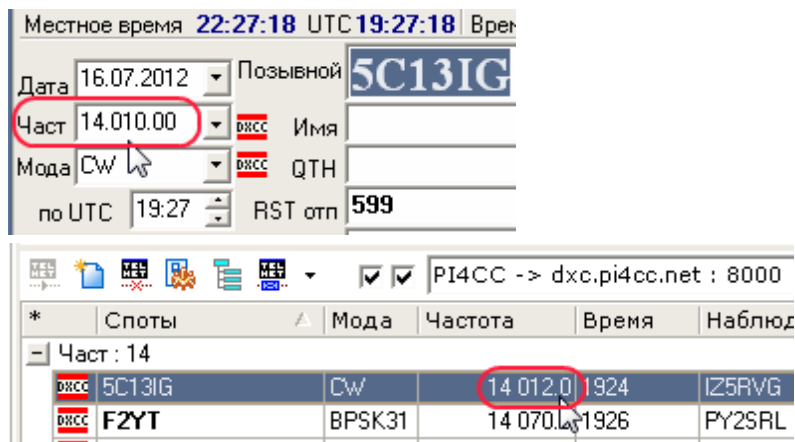 Местное время 22:27:18 UTC 19:27:18
Дата 16.07.2012 Позывной 5C13IG
Част 14.010.00 DXCC Имя
Мода CW DXCC QTH
по UTC 19:27 RST отп 599
PI4CC -> dxc.pi4cc.net : 8000
* Споты Мода Частота Время Наблюд
Част : 14
DXCC 5C13IG CW 14 012.0 1924 IZ5RVG
DXCC F2YT BPSK31 14 070. 1926 PY2SRL